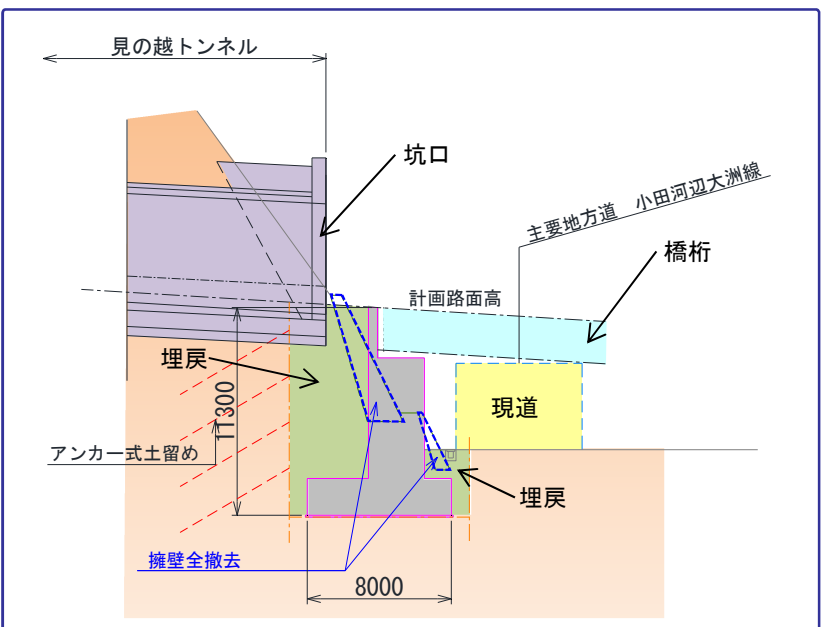 見の越トンネル
坑口
主要地方道　小田河辺大洲線
橋桁
計画路面高
埋戻
現道
11300
アンカー式土留め
埋戻
擁壁全撤去
8000